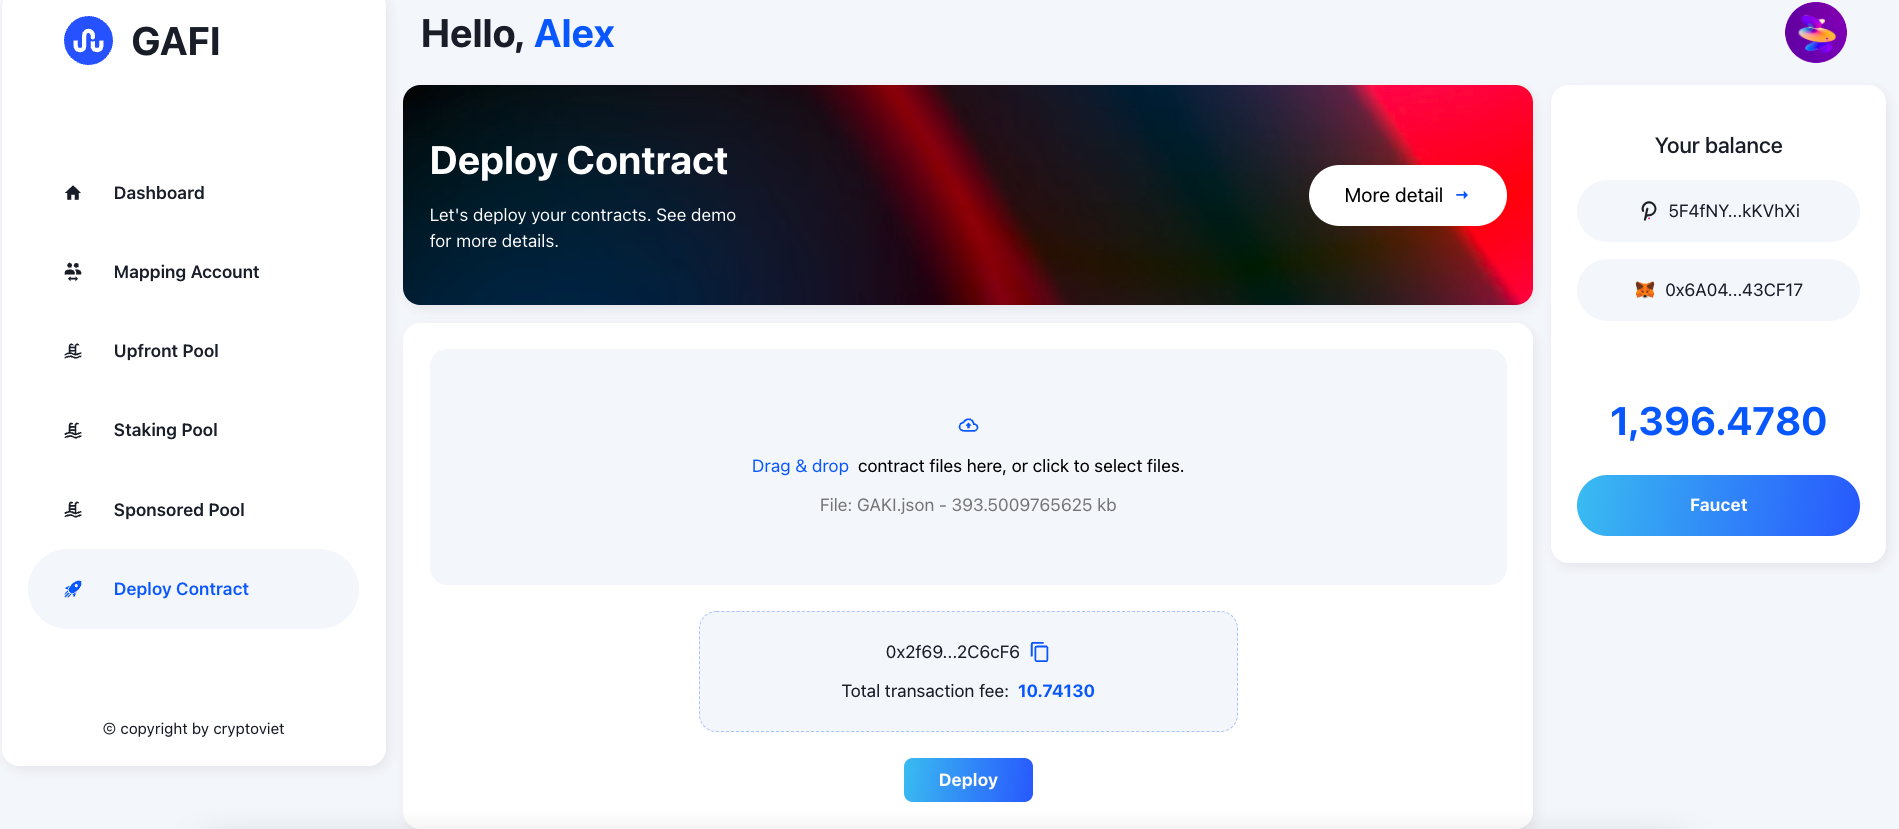 GAFI
Dashboard
Mapping Account
Upfront Pool
Staking Pool
Sponsored Pool
Deploy Contract
© copyright by cryptoviet
Hello, Alex
Deploy Contract
Let's deploy your contracts. See demo
for more details.
More detail →
Drag & drop contract files here, or click to select files.
File: GAKI.json - 393.5009765625 kb
0x2f69...2C6cF6
Total transaction fee: 10.74130
Deploy
Your balance
5F4fNY...kKVhXi
0x6A04...43CF17
1,396.4780
Faucet